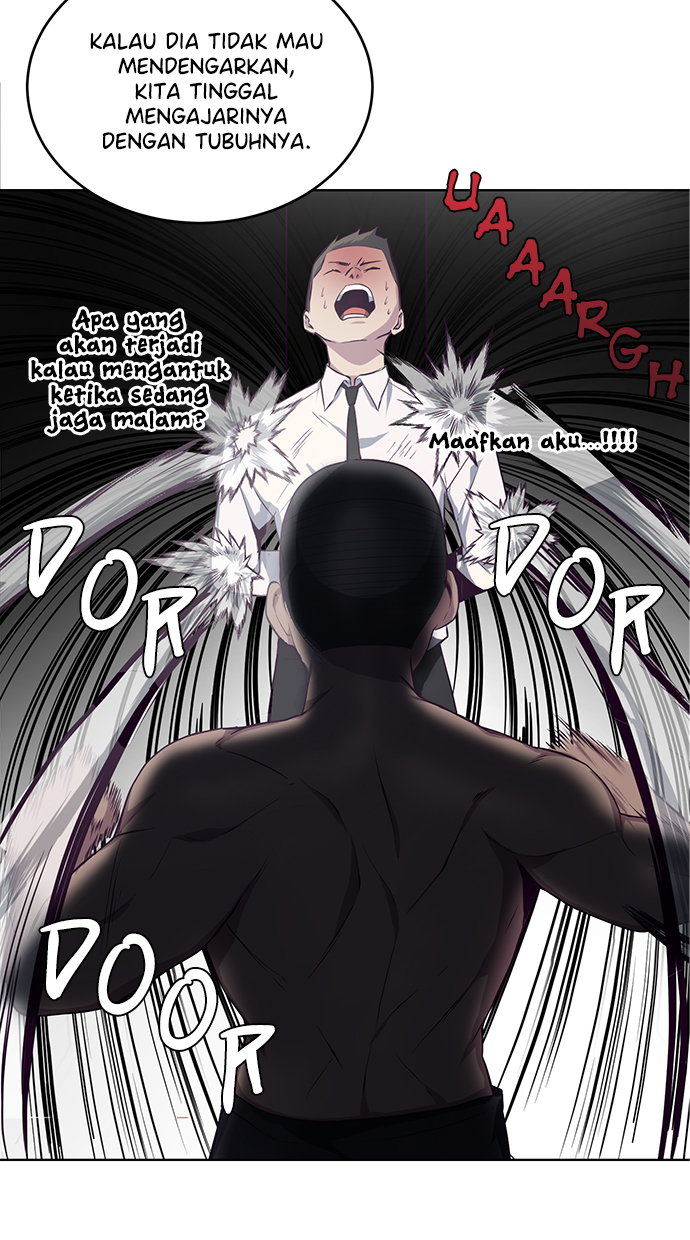 KALAU DIA TIDAK MAU
MENDENGARKAN,
KITA TINGGAL
MENGAJARINYA
DENGAN TUBUHNYA.
UAAAARGH
Apa yang
akan terjadi
kalau mengantuk
ketika sedang
jaga malam?
Maafkan aku...!!!!
DOR
DOR
DOOR